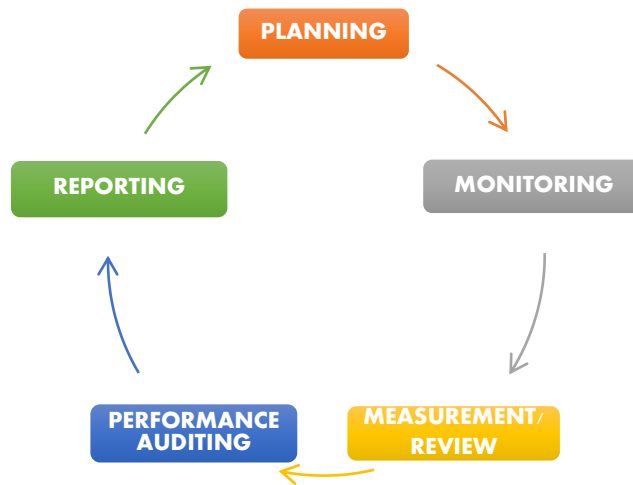 PLANNING
MONITORING
MEASUREMENT/
REVIEW
PERFORMANCE
AUDITING
REPORTING